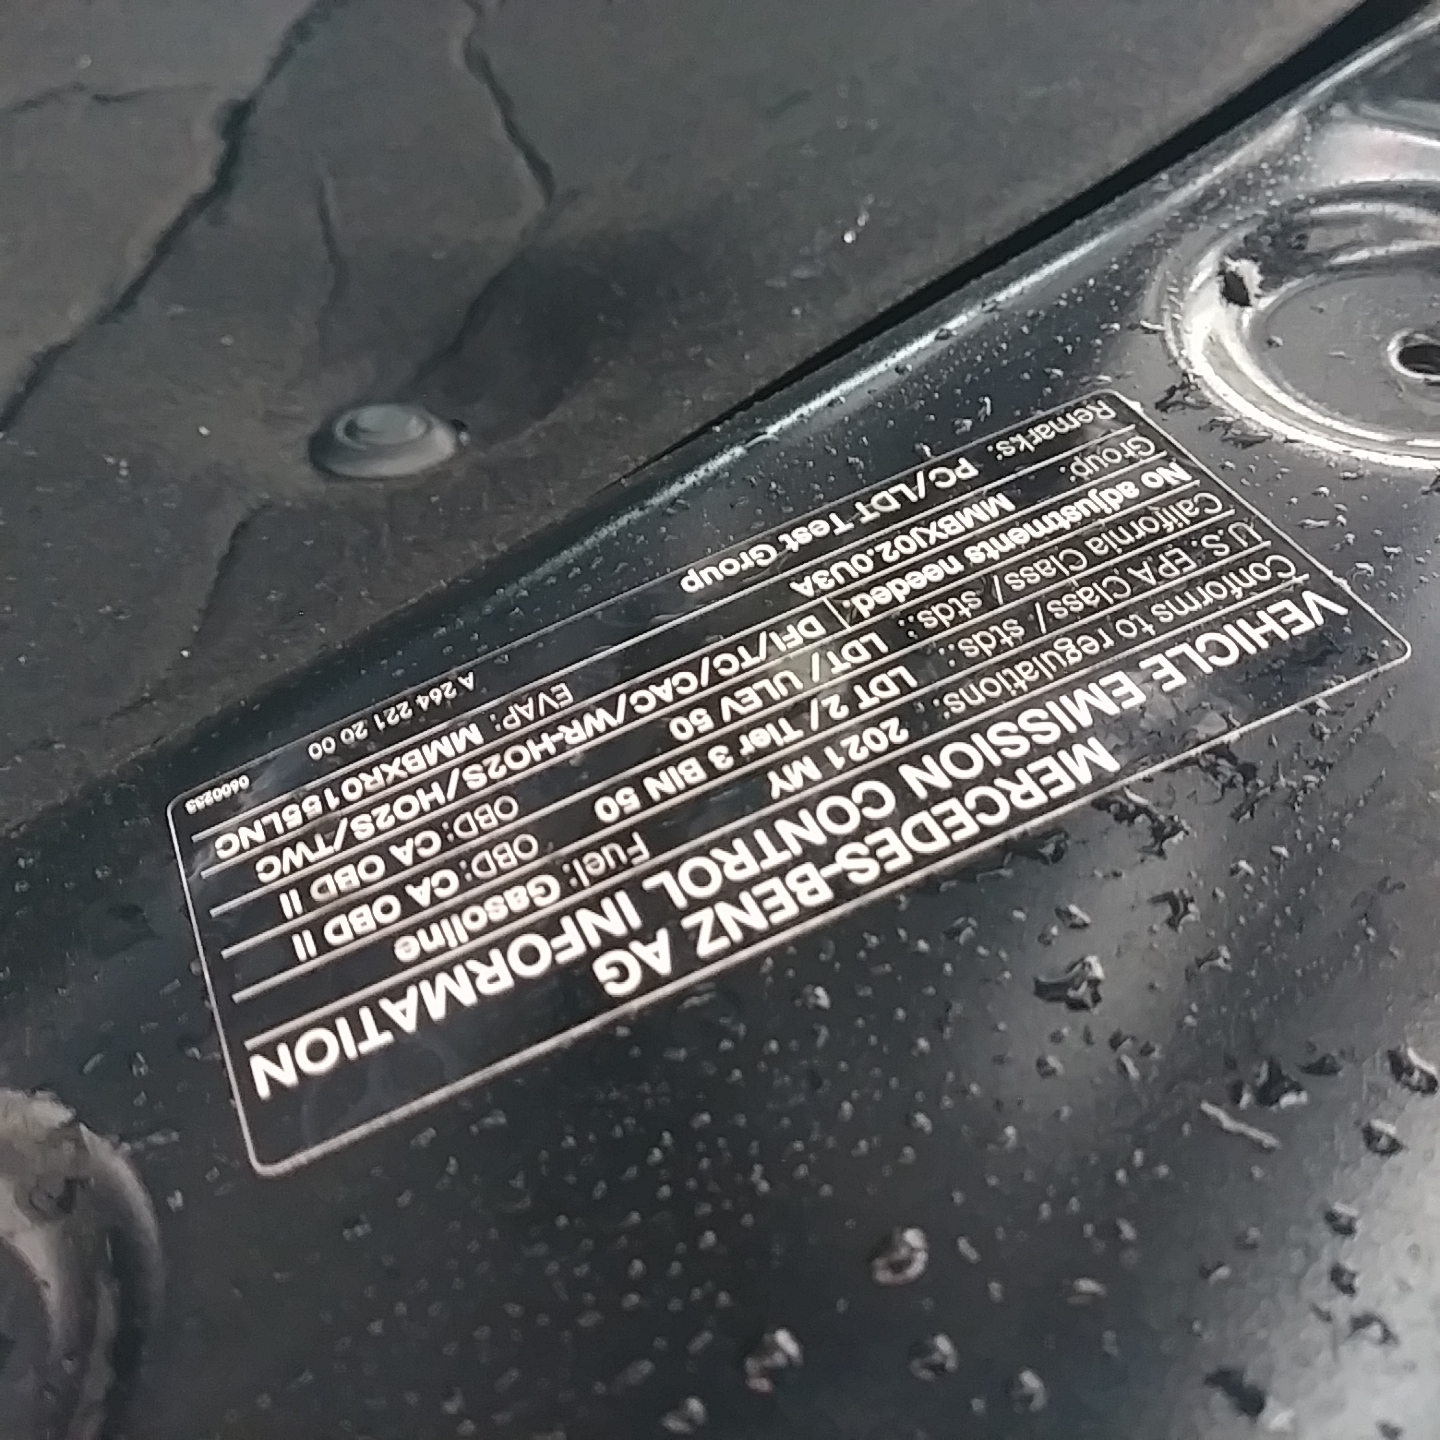 MERCEDES-BENZ AG
VEHICLE EMISSION CONTROL INFORMATION
Conforms to regulations: 2021 MY Fuel: Gasoline
U.S. EPA Class/ stds.: LDT 2/ Tier 3 BIN 50 OBD: CA OBD II
California Class/ stds.: LDT/ ULEV 50 OBD: CA OBD II
No adjustments needed. DFI/TC/CAC/WR-HO2S/HO2S/TWC
Group: MMBXJ02.0U3A EVAP: MMBXR0155LNC
Remarks: PC/LDT Test Group A 264 221 20 00 0600253